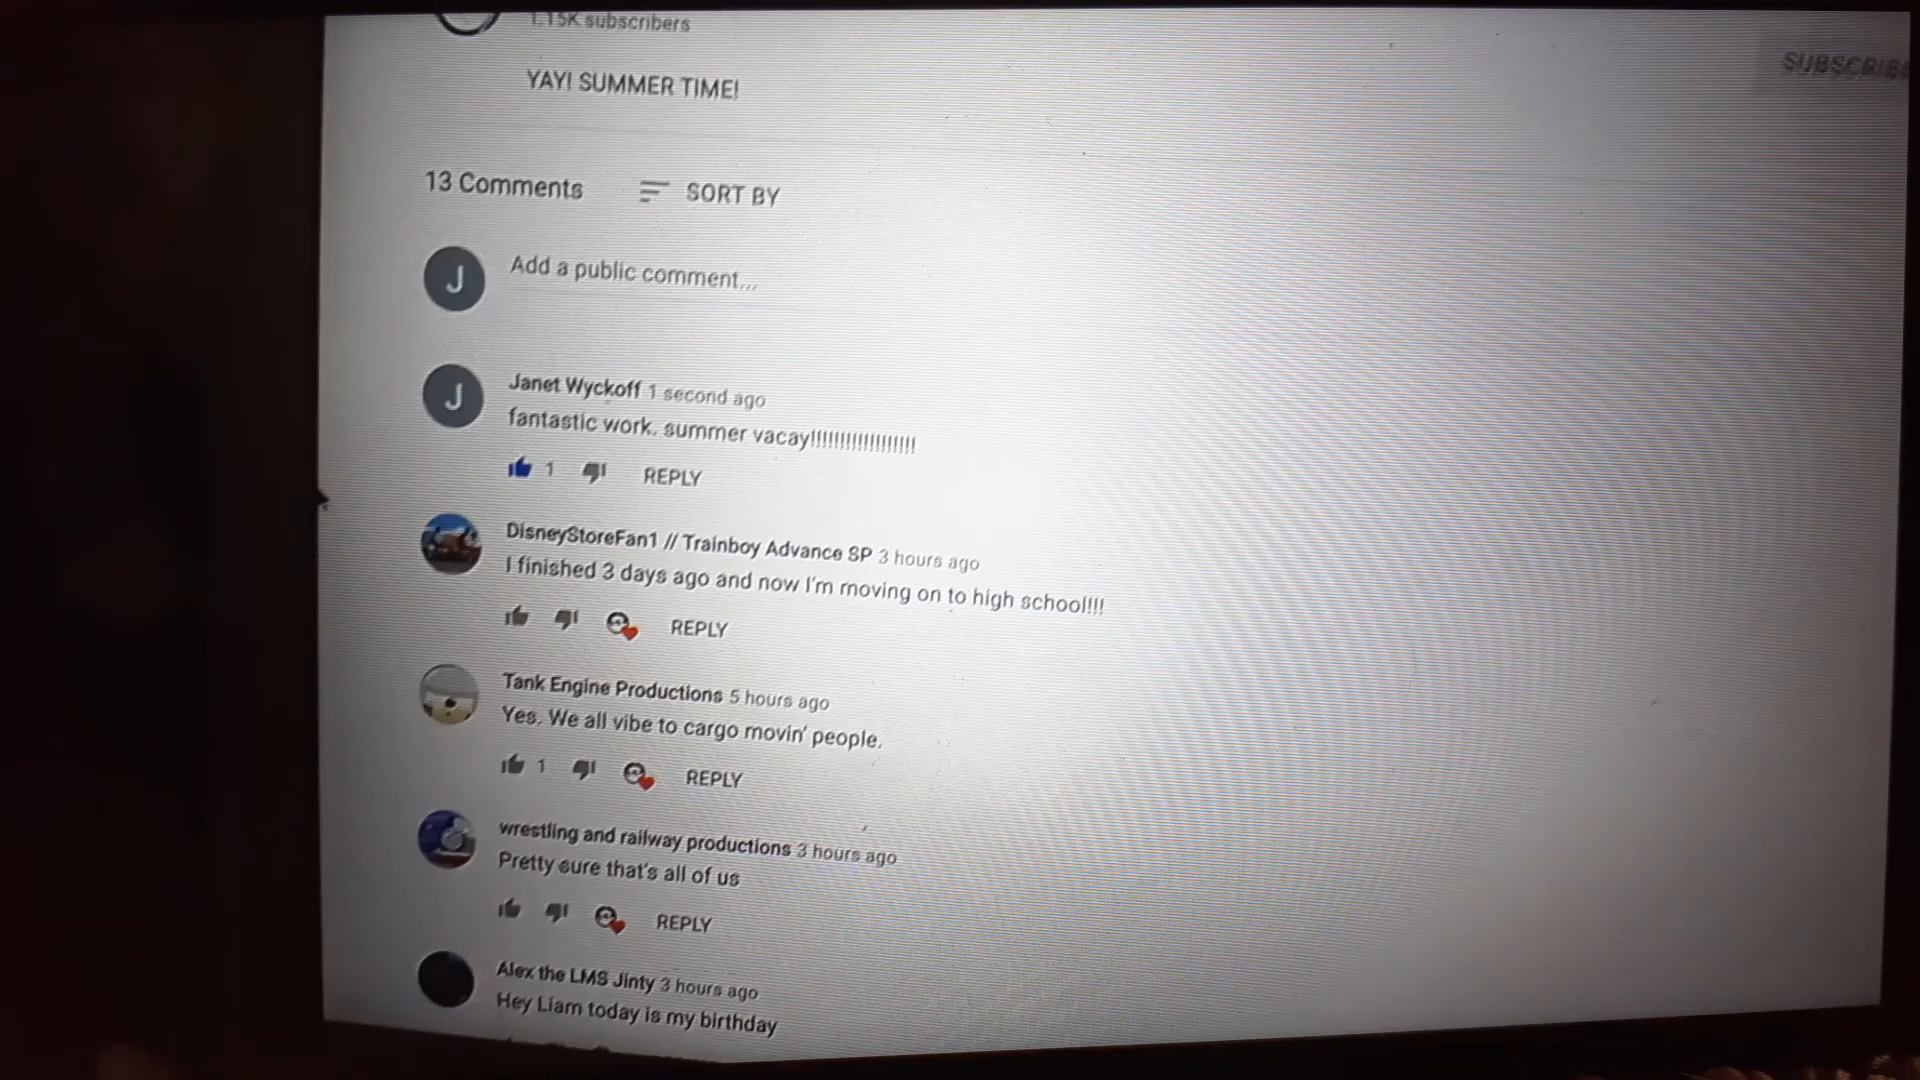 1.15K subscribers
SUBSCRIBE
YAY! SUMMER TIME!
13 Comments SORT BY
J Add a public comment...
J Janet Wyckoff 1 second ago
fantastic work. summer vacay!!!!!!!!!!!!!!!!!!
1 REPLY
DisneyStoreFan1 // Trainboy Advance SP 3 hours ago
I finished 3 days ago and now I'm moving on to high school!!!
REPLY
Tank Engine Productions 5 hours ago
Yes. We all vibe to cargo movin' people.
1 REPLY
wrestling and railway productions 3 hours ago
Pretty sure that's all of us
REPLY
Alex the LMS Jinty 3 hours ago
Hey Liam today is my birthday